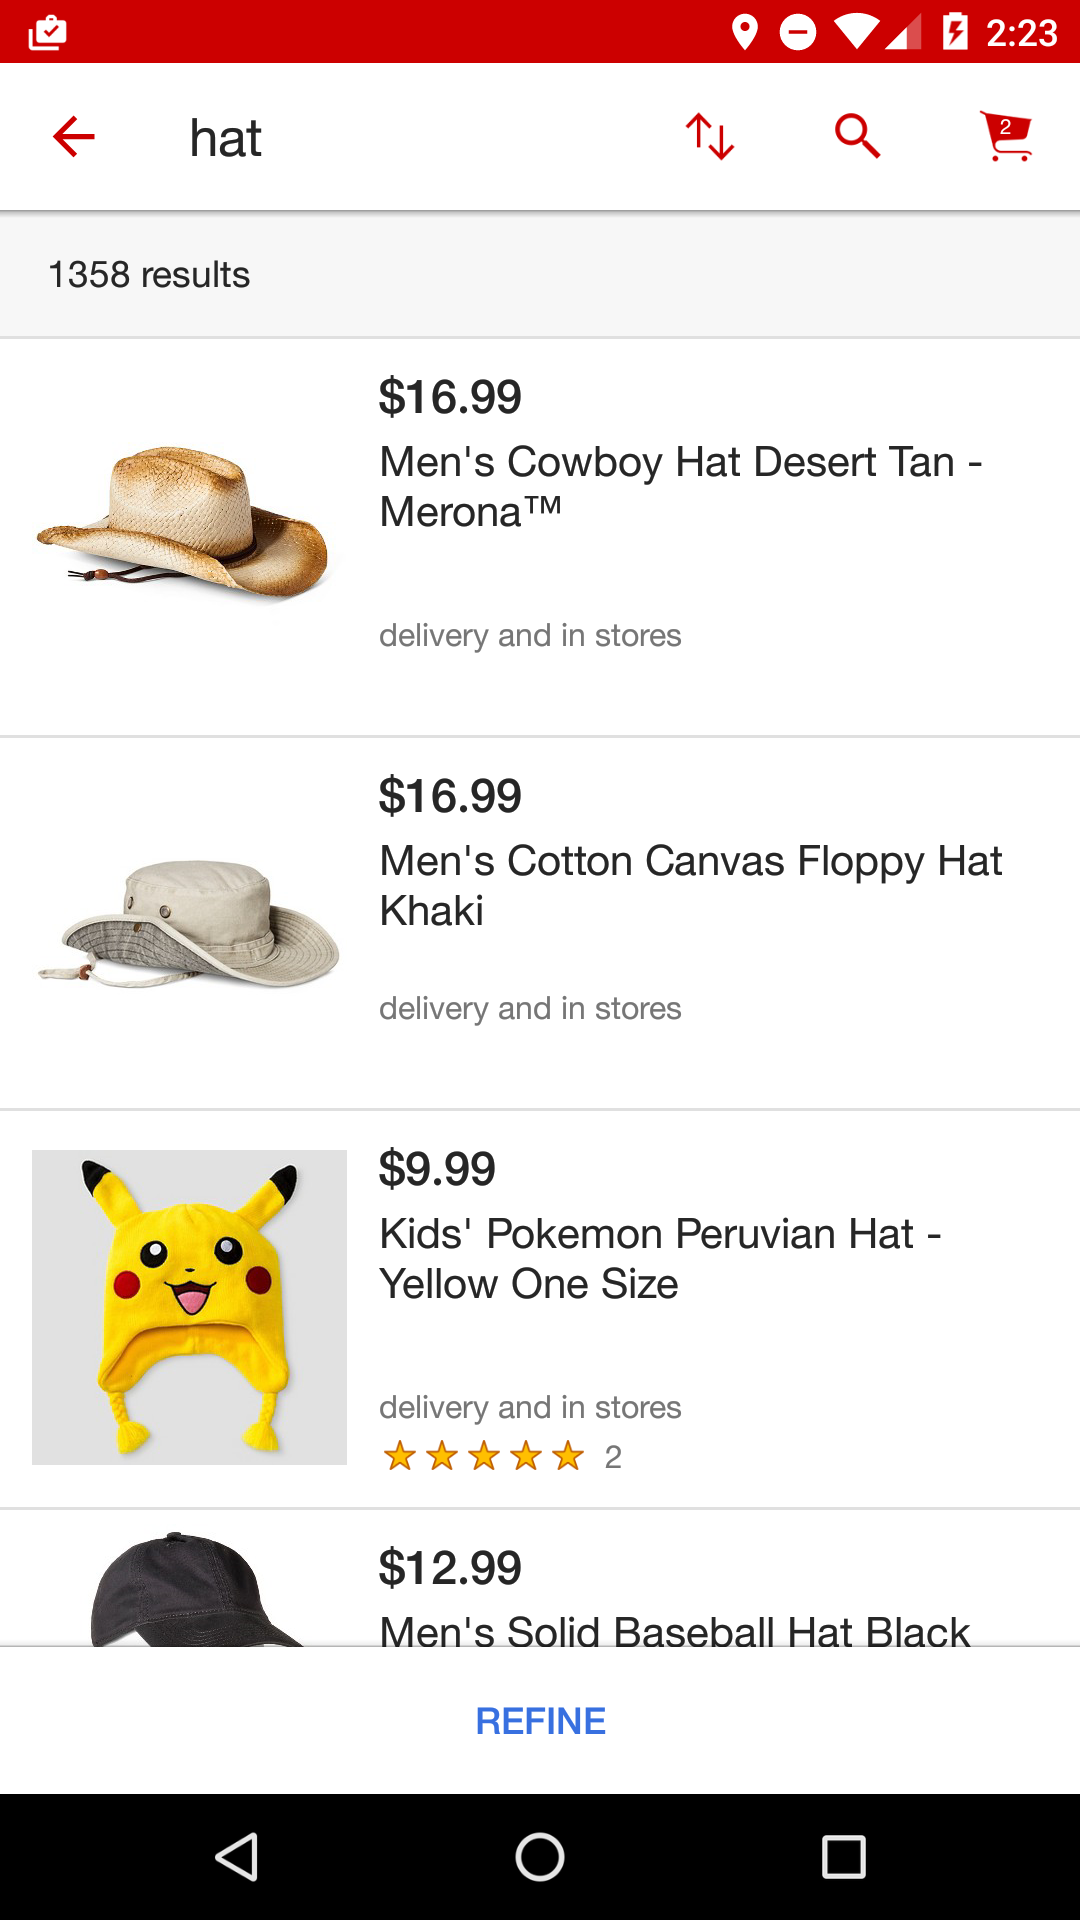 2:23
hat
2
1358 results
$16.99
Men's Cowboy Hat Desert Tan -
Merona™
delivery and in stores
$16.99
Men's Cotton Canvas Floppy Hat
Khaki
delivery and in stores
$9.99
Kids' Pokemon Peruvian Hat -
Yellow One Size
delivery and in stores
2
$12.99
Men's Solid Baseball Hat Black
REFINE